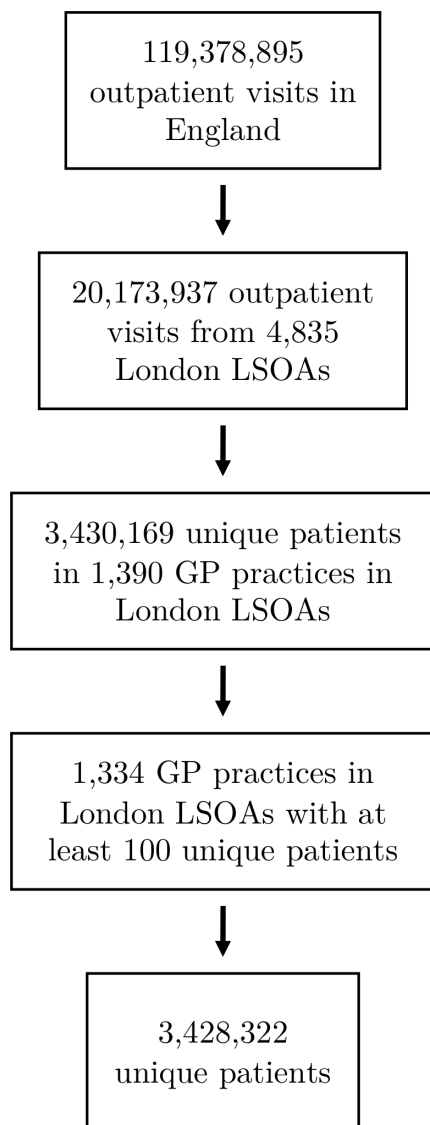 119,378,895
outpatient visits in
England
20,173,937 outpatient
visits from 4,835
London LSOAs
3,430,169 unique patients
in 1,390 GP practices in
London LSOAs
1,334 GP practices in
London LSOAs with at
least 100 unique patients
3,428,322
unique patients